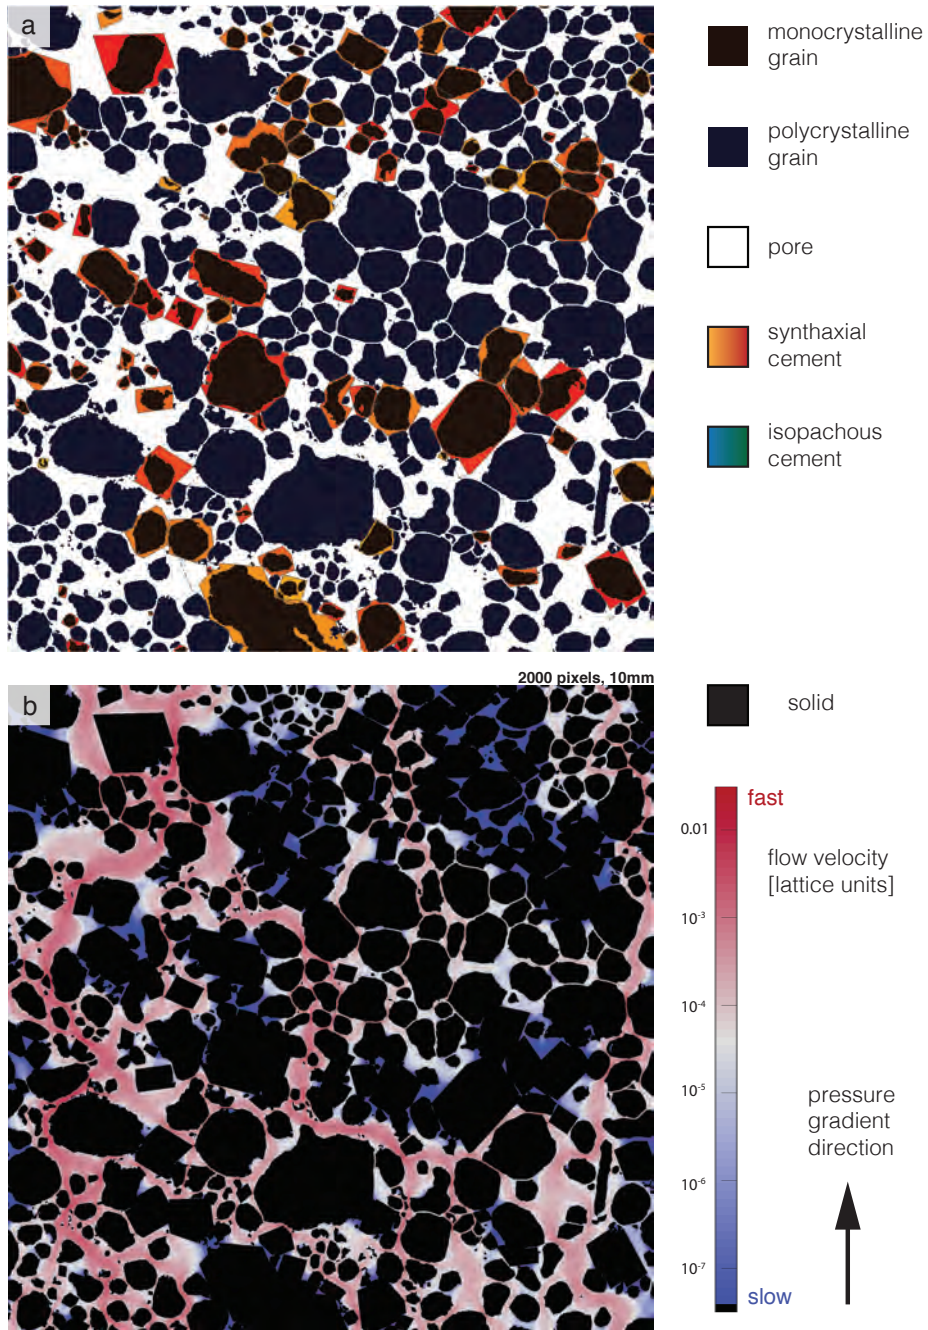 a
monocrystalline
grain
polycrystalline
grain
pore
synthaxial
cement
isopachous
cement
2000 pixels, 10mm
b
solid
fast
0.01
flow velocity
[lattice units]
10⁻³
10⁻⁴
10⁻⁵
pressure
gradient
direction
10⁻⁶
10⁻⁷
slow